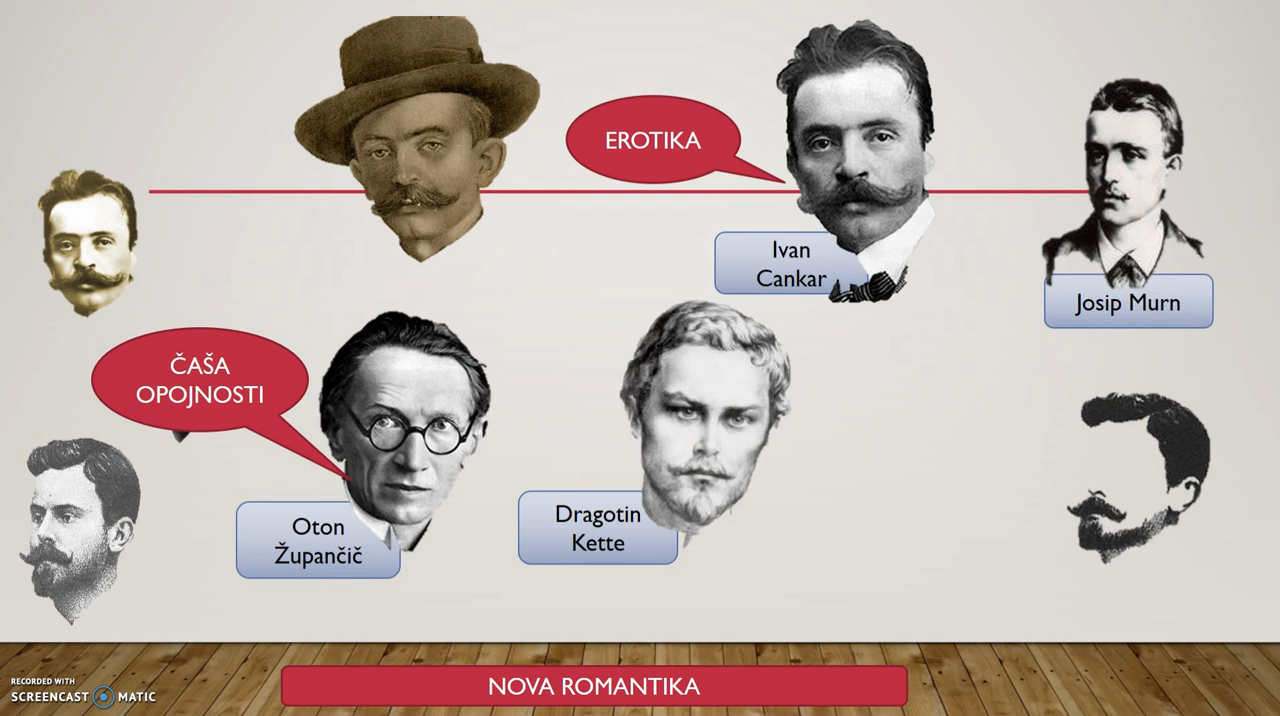 EROTIKA
Ivan
Cankar
Josip Murn
ČAŠA
OPOJNOSTI
Oton
Župančič
Dragotin
Kette
NOVA ROMANTIKA
RECORDED WITH
SCREENCAST MATIC